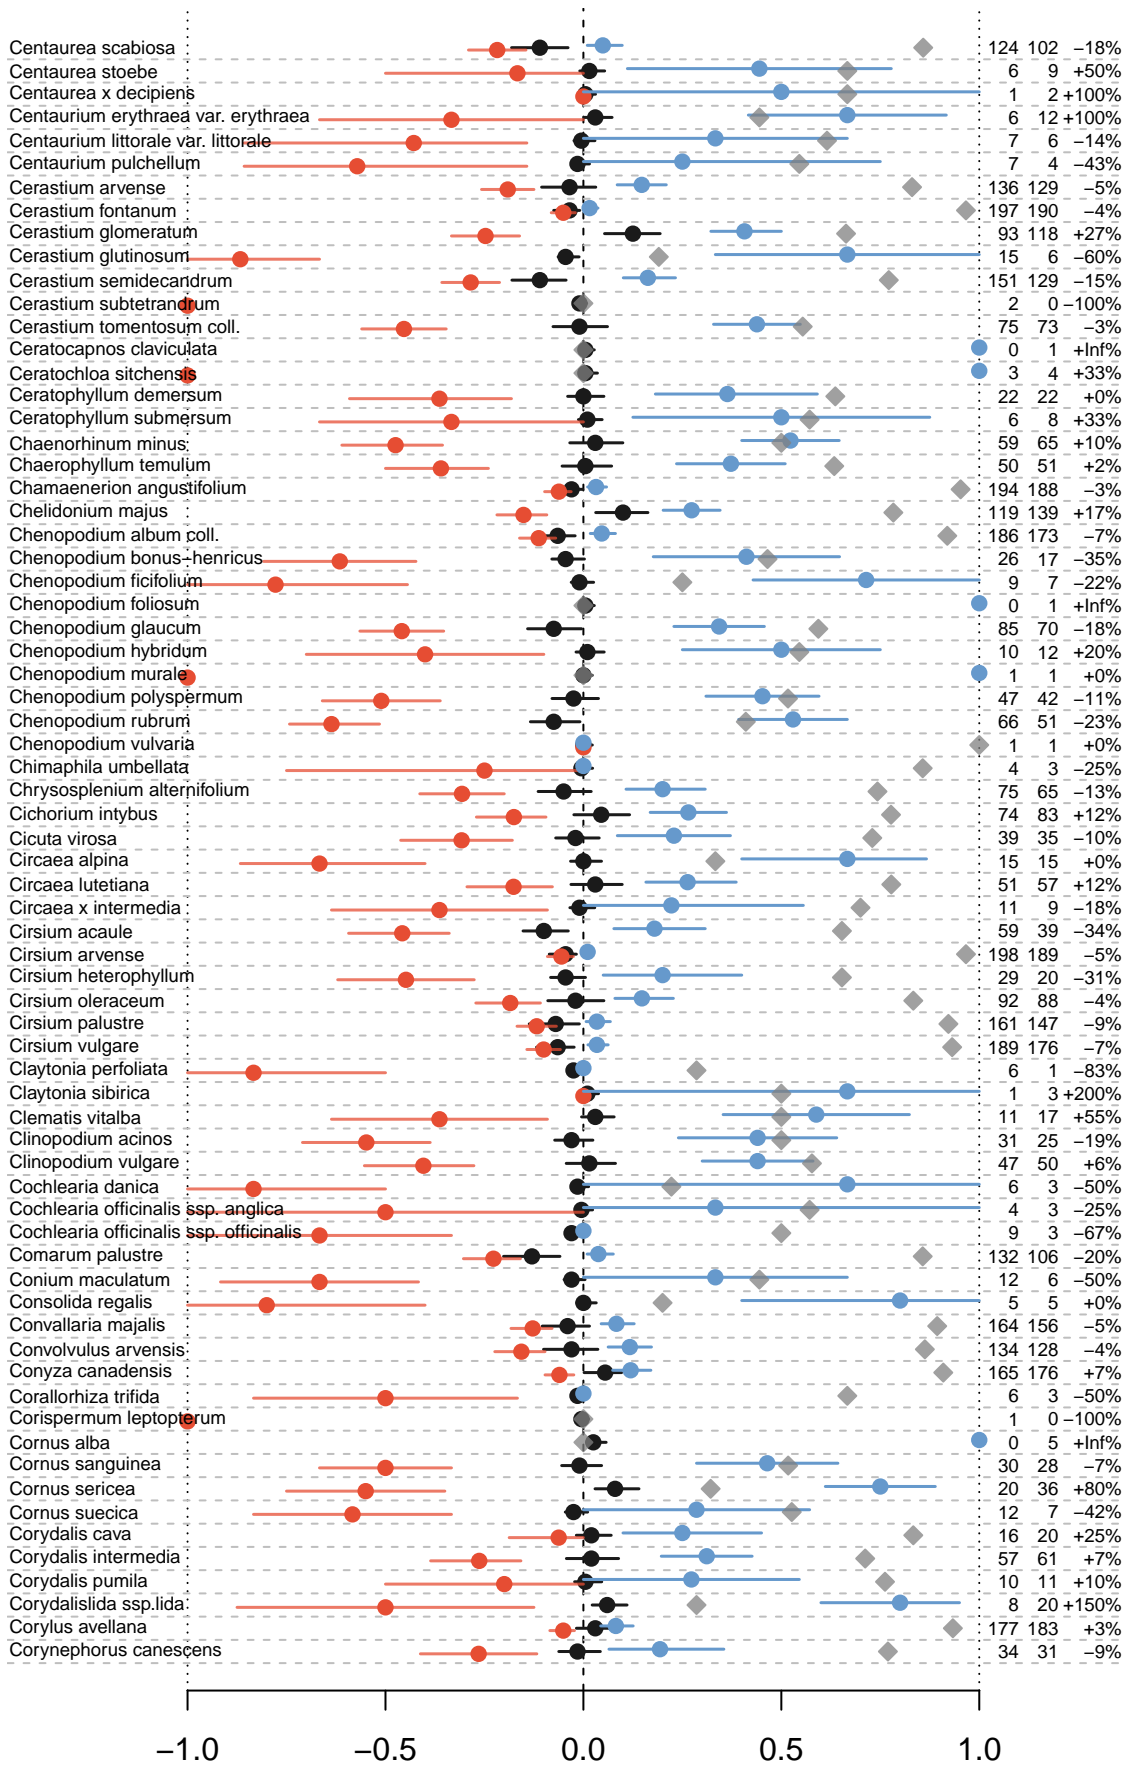 Centaurea scabiosa 124 102 −18%
Centaurea stoebe 6 9 +50%
Centaurea x decipiens 1 2 +100%
Centaurium erythraea var. erythraea 6 12 +100%
Centaurium littorale var. littorale 7 6 −14%
Centaurium pulchellum 7 4 −43%
Cerastium arvense 136 129 −5%
Cerastium fontanum 197 190 −4%
Cerastium glomeratum 93 118 +27%
Cerastium glutinosum 15 6 −60%
Cerastium semidecandrum 151 129 −15%
Cerastium subtetrandrum 2 0 −100%
Cerastium tomentosum coll. 75 73 −3%
Ceratocapnos claviculata 0 1 +Inf%
Ceratochloa sitchensis 3 4 +33%
Ceratophyllum demersum 22 22 +0%
Ceratophyllum submersum 6 8 +33%
Chaenorhinum minus 59 65 +10%
Chaerophyllum temulum 50 51 +2%
Chamaenerion angustifolium 194 188 −3%
Chelidonium majus 119 139 +17%
Chenopodium album coll. 186 173 −7%
Chenopodium bonus−henricus 26 17 −35%
Chenopodium ficifolium 9 7 −22%
Chenopodium foliosum 0 1 +Inf%
Chenopodium glaucum 85 70 −18%
Chenopodium hybridum 10 12 +20%
Chenopodium murale 1 1 +0%
Chenopodium polyspermum 47 42 −11%
Chenopodium rubrum 66 51 −23%
Chenopodium vulvaria 1 1 +0%
Chimaphila umbellata 4 3 −25%
Chrysosplenium alternifolium 75 65 −13%
Cichorium intybus 74 83 +12%
Cicuta virosa 39 35 −10%
Circaea alpina 15 15 +0%
Circaea lutetiana 51 57 +12%
Circaea x intermedia 11 9 −18%
Cirsium acaule 59 39 −34%
Cirsium arvense 198 189 −5%
Cirsium heterophyllum 29 20 −31%
Cirsium oleraceum 92 88 −4%
Cirsium palustre 161 147 −9%
Cirsium vulgare 189 176 −7%
Claytonia perfoliata 6 1 −83%
Claytonia sibirica 1 3 +200%
Clematis vitalba 11 17 +55%
Clinopodium acinos 31 25 −19%
Clinopodium vulgare 47 50 +6%
Cochlearia danica 6 3 −50%
Cochlearia officinalis ssp. anglica 4 3 −25%
Cochlearia officinalis ssp. officinalis 9 3 −67%
Comarum palustre 132 106 −20%
Conium maculatum 12 6 −50%
Consolida regalis 5 5 +0%
Convallaria majalis 164 156 −5%
Convolvulus arvensis 134 128 −4%
Conyza canadensis 165 176 +7%
Corallorhiza trifida 6 3 −50%
Corispermum leptopterum 1 0 −100%
Cornus alba 0 5 +Inf%
Cornus sanguinea 30 28 −7%
Cornus sericea 20 36 +80%
Cornus suecica 12 7 −42%
Corydalis cava 16 20 +25%
Corydalis intermedia 57 61 +7%
Corydalis pumila 10 11 +10%
Corydalislida ssp.lida 8 20 +150%
Corylus avellana 177 183 +3%
Corynephorus canescens 34 31 −9%
−1.0 −0.5 0.0 0.5 1.0